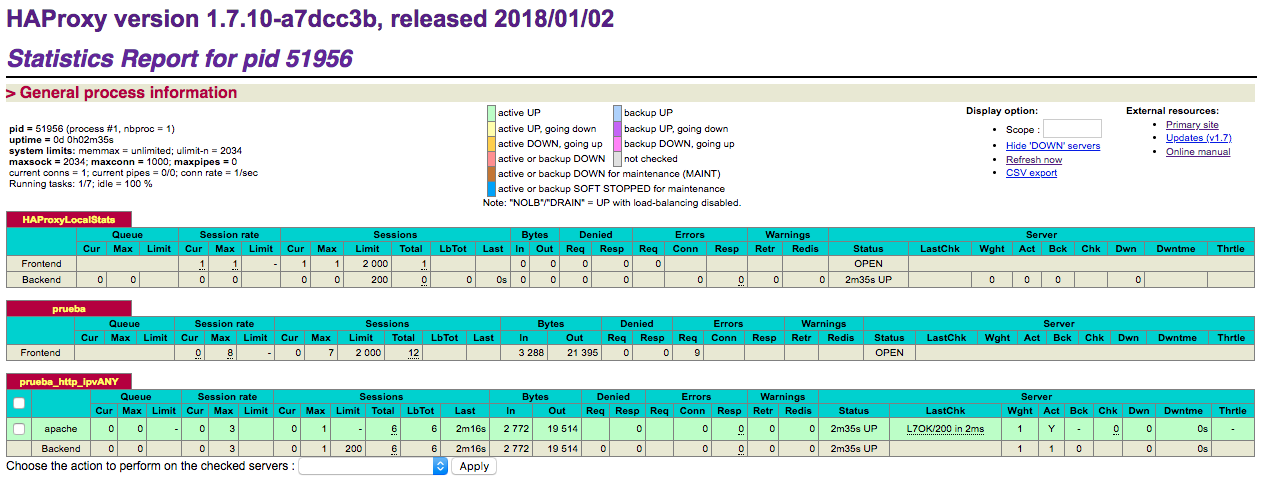 HAProxy version 1.7.10-a7dcc3b, released 2018/01/02
Statistics Report for pid 51956
> General process information
pid = 51956 (process #1, nbproc = 1)
uptime = 0d 0h02m35s
system limits: memmax = unlimited; ulimit-n = 2034
maxsock = 2034; maxconn = 1000; maxpipes = 0
current conns = 1; current pipes = 0/0; conn rate = 1/sec
Running tasks: 1/7; idle = 100 %
active UP backup UP
active UP, going down backup UP, going down
active DOWN, going up backup DOWN, going up
active or backup DOWN not checked
active or backup DOWN for maintenance (MAINT)
active or backup SOFT STOPPED for maintenance
Note: "NOLB"/"DRAIN" = UP with load-balancing disabled.
Display option:
• Scope :
• Hide 'DOWN' servers
• Refresh now
• CSV export
External resources:
• Primary site
• Updates (v1.7)
• Online manual
HAProxyLocalStats
Queue Session rate Sessions Bytes Denied Errors Warnings Server
Cur Max Limit Cur Max Limit Cur Max Limit Total LbTot Last In Out Req Resp Req Conn Resp Retr Redis Status LastChk Wght Act Bck Chk Dwn Dwntme Thrtle
Frontend 1 1 - 1 1 2 000 1 0 0 0 0 0 OPEN
Backend 0 0 0 0 0 0 200 0 0 0s 0 0 0 0 0 0 0 0 2m35s UP 0 0 0 0
prueba
Queue Session rate Sessions Bytes Denied Errors Warnings Server
Cur Max Limit Cur Max Limit Cur Max Limit Total LbTot Last In Out Req Resp Req Conn Resp Retr Redis Status LastChk Wght Act Bck Chk Dwn Dwntme Thrtle
Frontend 0 8 - 0 7 2 000 12 3 288 21 395 0 0 9 OPEN
prueba_http_ipvANY
Queue Session rate Sessions Bytes Denied Errors Warnings Server
Cur Max Limit Cur Max Limit Cur Max Limit Total LbTot Last In Out Req Resp Req Conn Resp Retr Redis Status LastChk Wght Act Bck Chk Dwn Dwntme Thrtle
apache 0 0 - 0 3 0 1 - 6 6 2m16s 2 772 19 514 0 0 0 0 0 2m35s UP L7OK/200 in 2ms 1 Y - 0 0 0s -
Backend 0 0 0 3 0 1 200 6 6 2m16s 2 772 19 514 0 0 0 0 0 0 2m35s UP 1 1 0 0 0s
Choose the action to perform on the checked servers : Apply